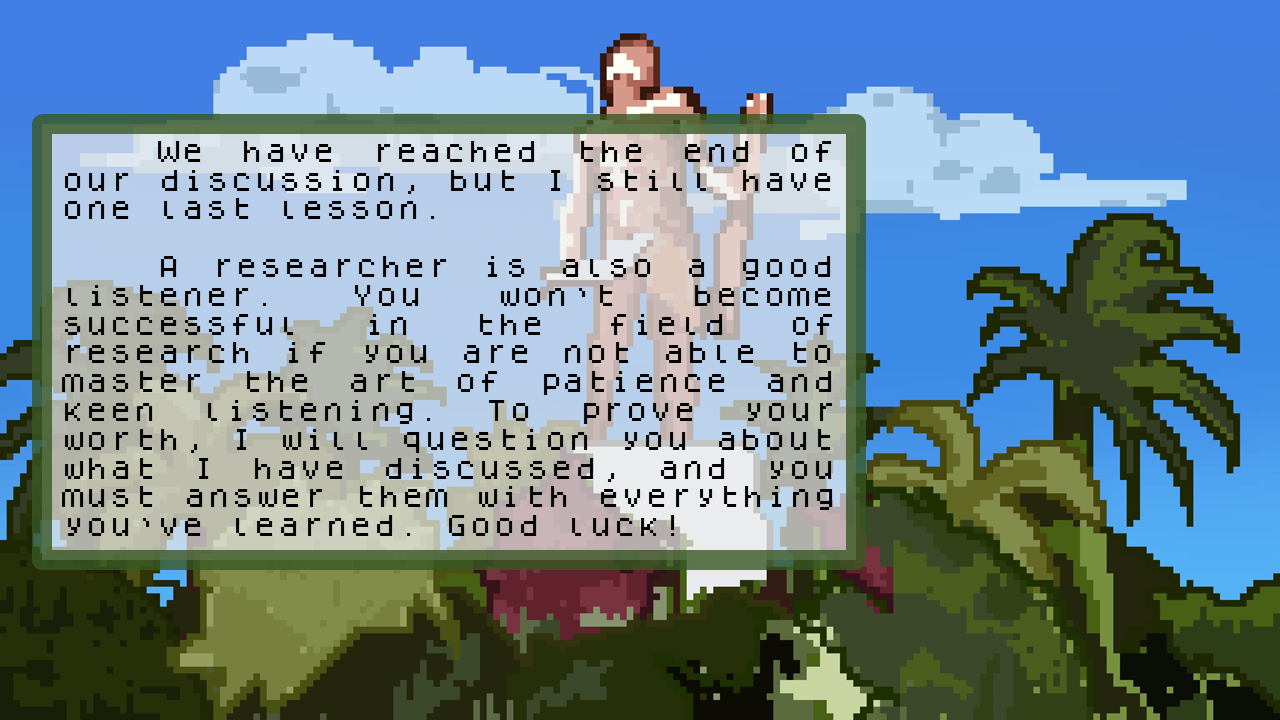 We have reached the end of
our discussion, but I still have
one last lesson.
A researcher is also a good
listener. You won`t become
successful in the field of
research if you are not able to
master the art of patience and
keen listening. To prove your
worth, I will question you about
what I have discussed, and you
must answer them with everything
you`ve learned. Good luck!